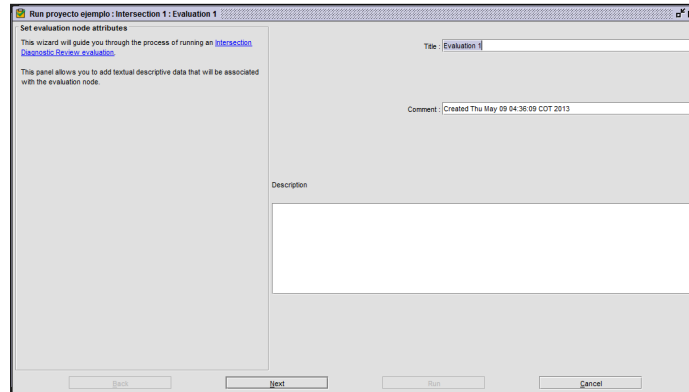 Run proyecto ejemplo : Intersection 1 : Evaluation 1
Set evaluation node attributes
This wizard will guide you through the process of running an Intersection
Diagnostic Review evaluation.
This panel allows you to add textual descriptive data that will be associated
with the evaluation node.
Title : Evaluation 1
Comment : Created Thu May 09 04:36:09 COT 2013
Description
Back Next Run Cancel